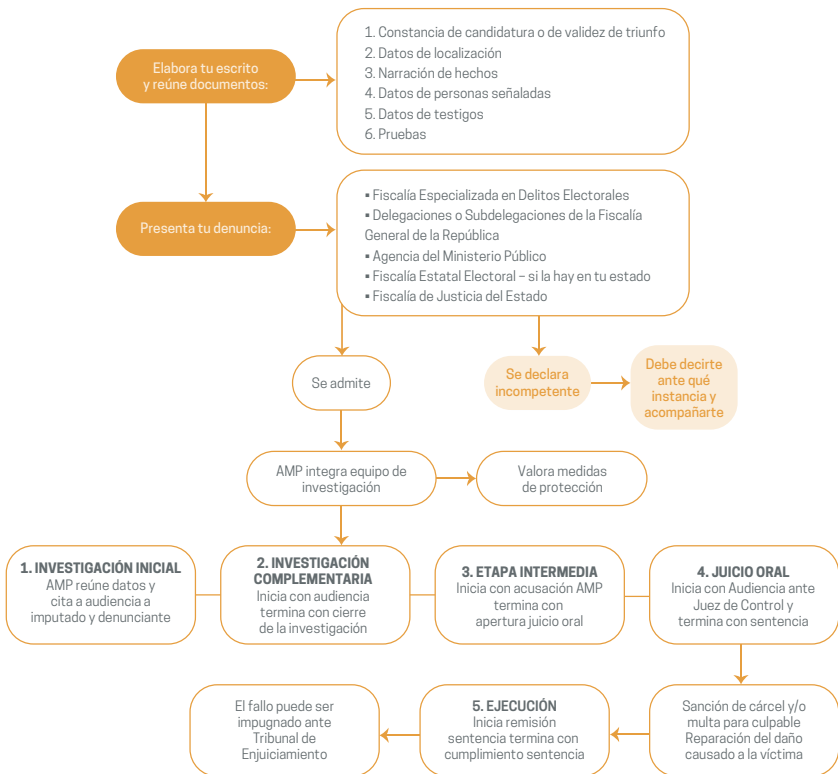 Elabora tu escrito
y reúne documentos:
1. Constancia de candidatura o de validez de triunfo
2. Datos de localización
3. Narración de hechos
4. Datos de personas señaladas
5. Datos de testigos
6. Pruebas
Presenta tu denuncia:
▪ Fiscalía Especializada en Delitos Electorales
▪ Delegaciones o Subdelegaciones de la Fiscalía
General de la República
▪ Agencia del Ministerio Público
▪ Fiscalía Estatal Electoral – si la hay en tu estado
▪ Fiscalía de Justicia del Estado
Se admite
Se declara
incompetente
Debe decirte
ante qué
instancia y
acompañarte
AMP integra equipo de
investigación
Valora medidas
de protección
1. INVESTIGACIÓN INICIAL
AMP reúne datos y
cita a audiencia a
imputado y denunciante
2. INVESTIGACIÓN
COMPLEMENTARIA
Inicia con audiencia
termina con cierre
de la investigación
3. ETAPA INTERMEDIA
Inicia con acusación AMP
termina con
apertura juicio oral
4. JUICIO ORAL
Inicia con Audiencia ante
Juez de Control y
termina con sentencia
El fallo puede ser
impugnado ante
Tribunal de
Enjuiciamiento
5. EJECUCIÓN
Inicia remisión
sentencia termina con
cumplimiento sentencia
Sanción de cárcel y/o
multa para culpable
Reparación del daño
causado a la víctima